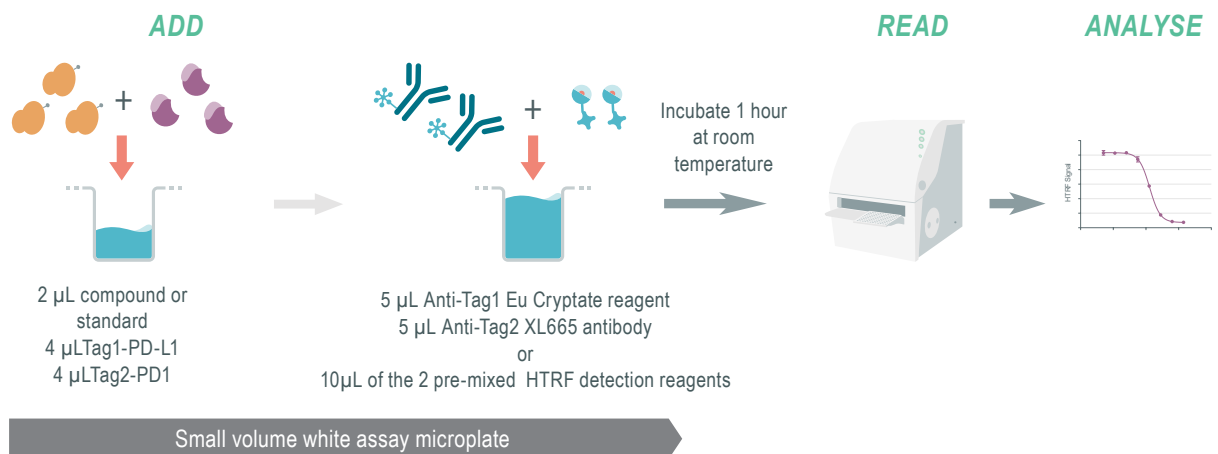 ADD
READ
ANALYSE
+
+
Incubate 1 hour
at room
temperature
HTRF Signal
2 µL compound or
standard
4 µLTag1-PD-L1
4 µLTag2-PD1
5 µL Anti-Tag1 Eu Cryptate reagent
5 µL Anti-Tag2 XL665 antibody
or
10µL of the 2 pre-mixed HTRF detection reagents
Small volume white assay microplate